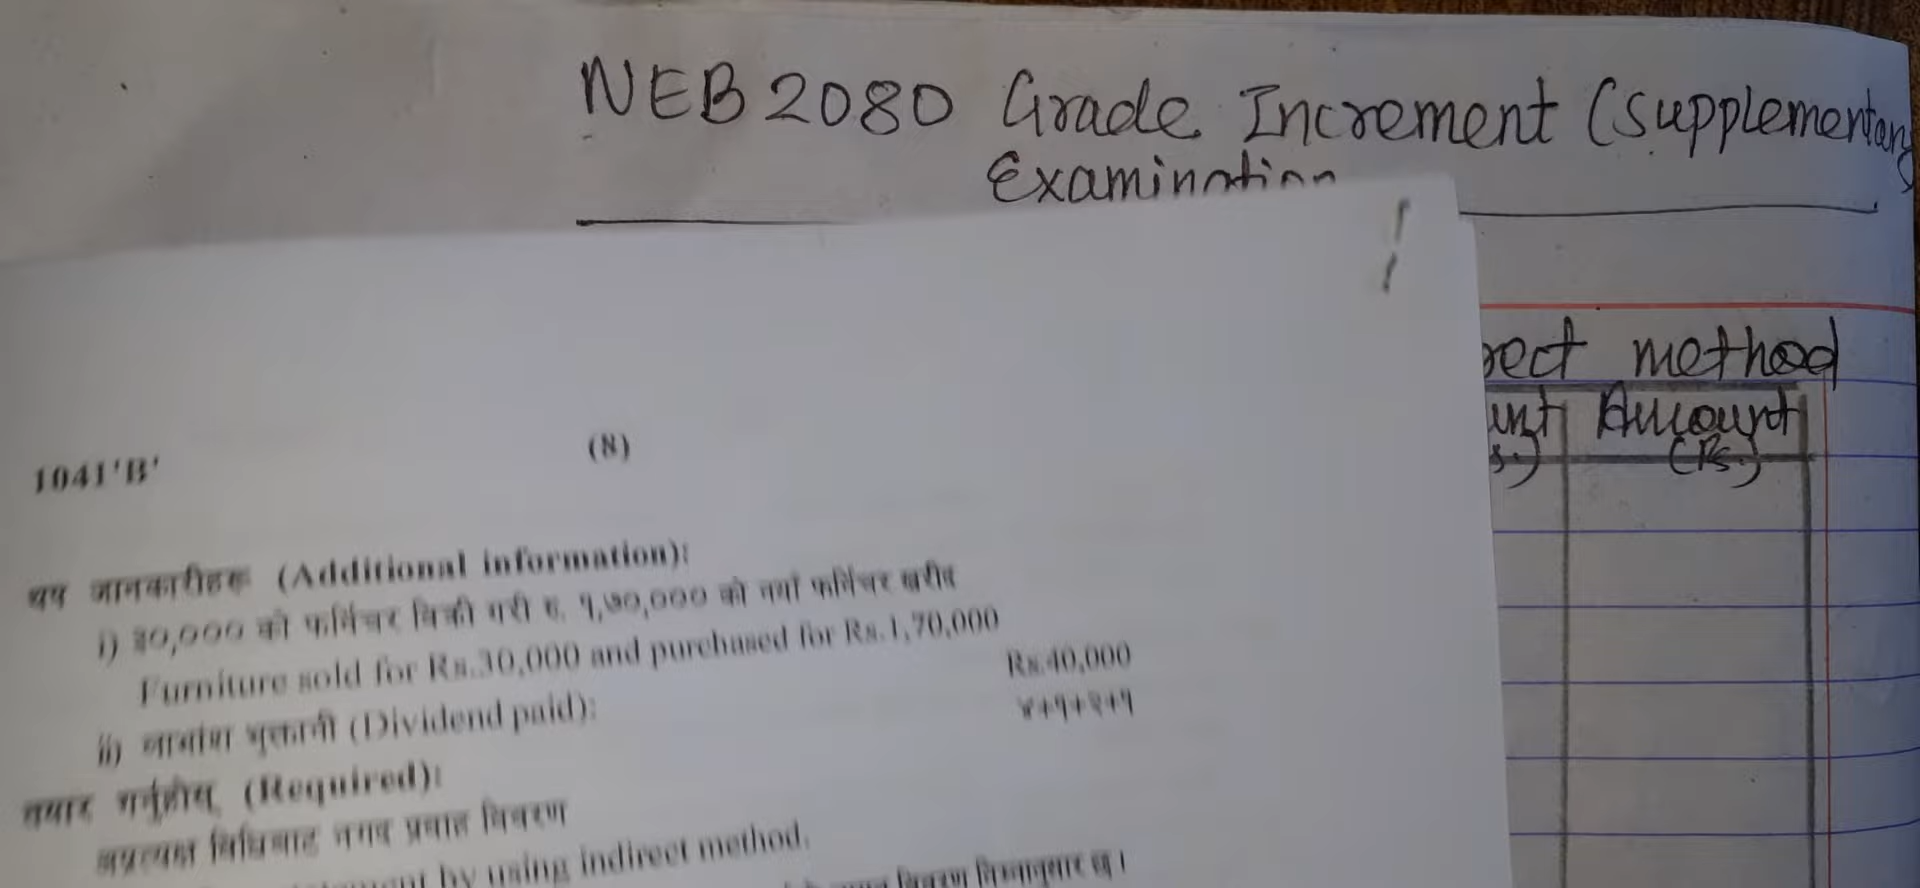 NEB 2080 Grade Increment (Supplementary
Examination
rect method
unt Amount
s.) (Rs.)
1041'B'
(8)
थप जानकारीहरू (Additional information):
i) ३०,००० को फर्निचर बिक्री गरी रु. १,७०,००० को नयाँ फर्निचर खरीद
Furniture sold for Rs.30,000 and purchased for Rs.1,70,000
ii) लाभांश भुक्तानी (Dividend paid): Rs.40,000
४+१+२+१
तयार गर्नुहोस् (Required):
अप्रत्यक्ष विधिबाट नगद प्रवाह विवरण
by using indirect method.
विवरण निम्नानुसार छ।